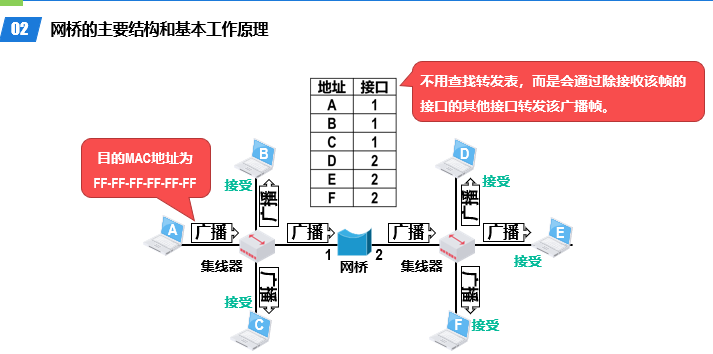 02 网桥的主要结构和基本工作原理
地址 接口
A 1
B 1
C 1
D 2
E 2
F 2
不用查找转发表，而是会通过除接收该帧的
接口的其他接口转发该广播帧。
目的MAC地址为
FF-FF-FF-FF-FF-FF
B
接受
广播
D
接受
广播
A
广播
集线器
广播
1
网桥
2
广播
集线器
广播
E
接受
接受
广播
C
广播
F
接受